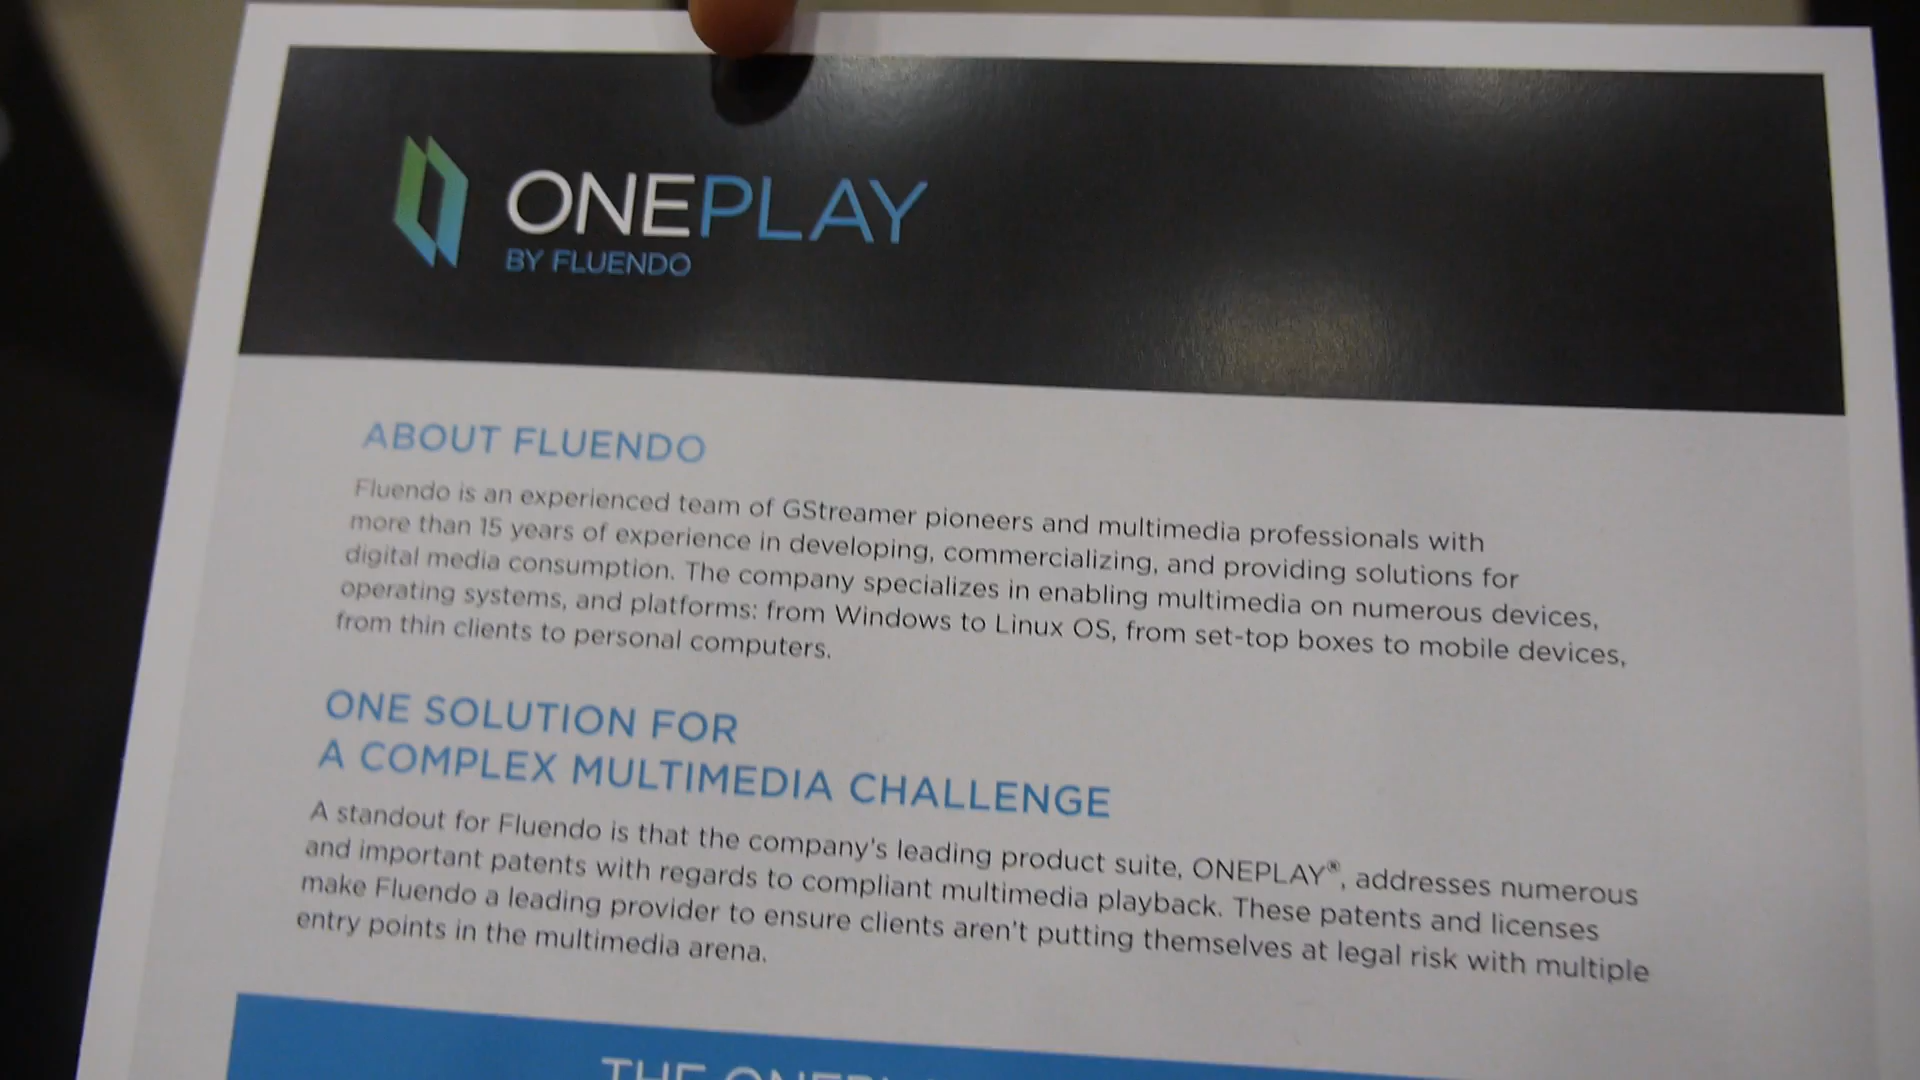 ONEPLAY
BY FLUENDO
ABOUT FLUENDO
Fluendo is an experienced team of GStreamer pioneers and multimedia professionals with
more than 15 years of experience in developing, commercializing, and providing solutions for
digital media consumption. The company specializes in enabling multimedia on numerous devices,
operating systems, and platforms: from Windows to Linux OS, from set-top boxes to mobile devices,
from thin clients to personal computers.
ONE SOLUTION FOR
A COMPLEX MULTIMEDIA CHALLENGE
A standout for Fluendo is that the company's leading product suite, ONEPLAY®, addresses numerous
and important patents with regards to compliant multimedia playback. These patents and licenses
make Fluendo a leading provider to ensure clients aren't putting themselves at legal risk with multiple
entry points in the multimedia arena.
THE